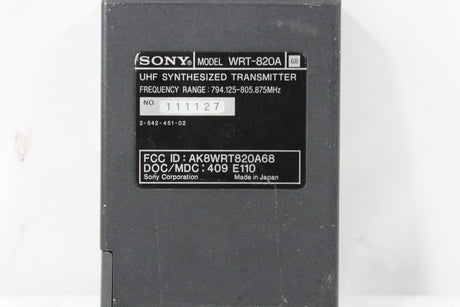 SONY® MODEL WRT-820A 68
UHF SYNTHESIZED TRANSMITTER
FREQUENCY RANGE: 794.125-805.875MHz
NO. 111127
2-542-451-02
FCC ID: AK8WRT820A68
DOC/MDC: 409 E110
Sony Corporation Made in Japan